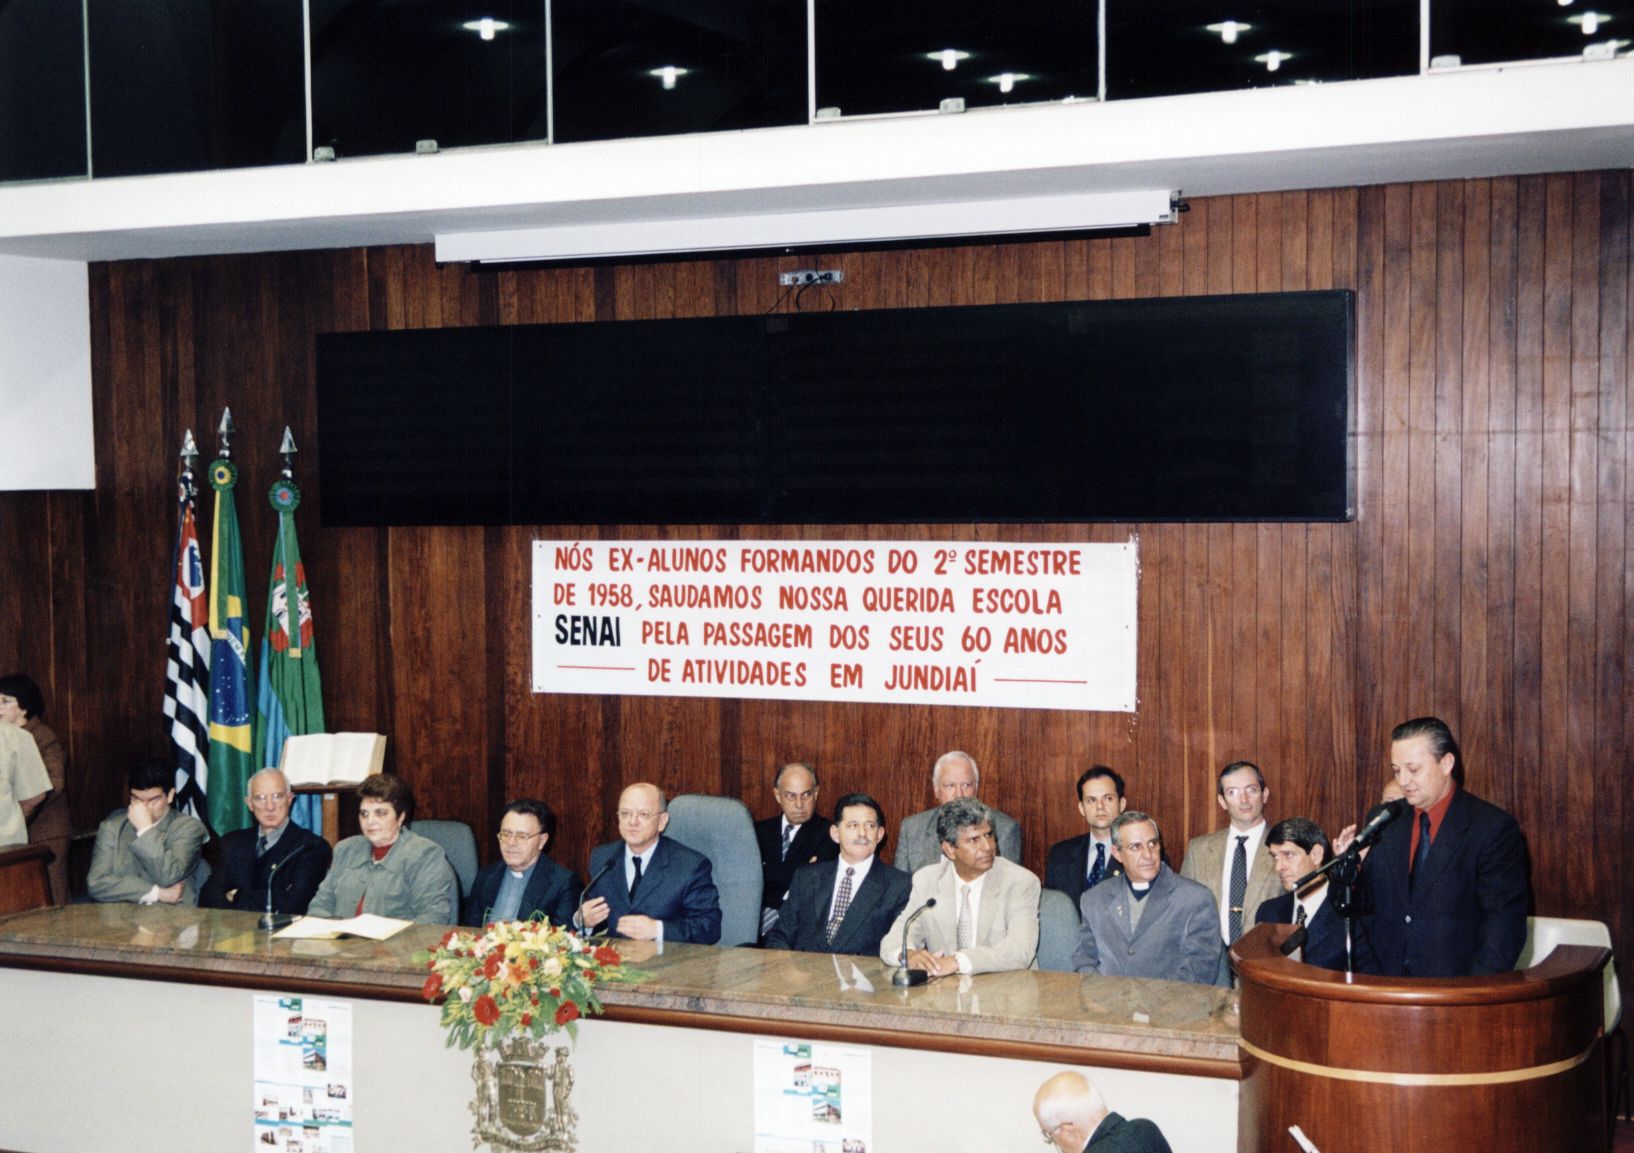 NÓS EX-ALUNOS FORMANDOS DO 2º SEMESTRE
DE 1958, SAUDAMOS NOSSA QUERIDA ESCOLA
SENAI PELA PASSAGEM DOS SEUS 60 ANOS
DE ATIVIDADES EM JUNDIAÍ